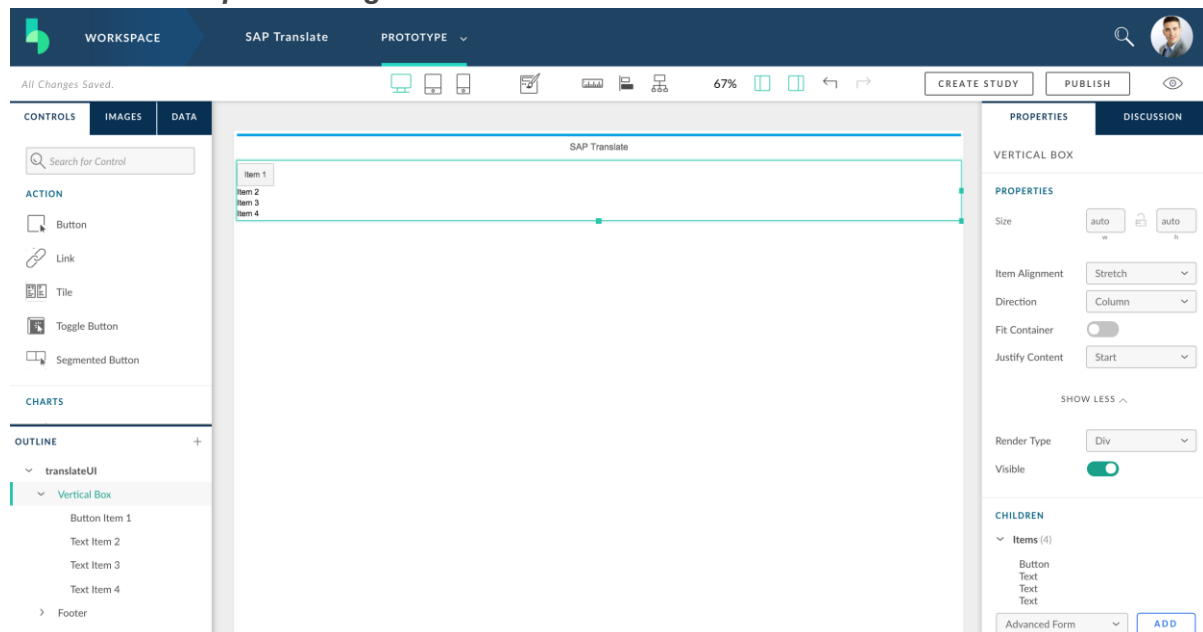 WORKSPACE SAP Translate PROTOTYPE
All Changes Saved. 67% CREATE STUDY PUBLISH
CONTROLS IMAGES DATA
Search for Control
ACTION
Button
Link
Tile
Toggle Button
Segmented Button
CHARTS
OUTLINE +
translateUI
Vertical Box
Button Item 1
Text Item 2
Text Item 3
Text Item 4
Footer
SAP Translate
Item 1
Item 2
Item 3
Item 4
PROPERTIES DISCUSSION
VERTICAL BOX
PROPERTIES
Size auto auto
w h
Item Alignment Stretch
Direction Column
Fit Container
Justify Content Start
SHOW LESS
Render Type Div
Visible
CHILDREN
Items (4)
Button
Text
Text
Text
Advanced Form ADD